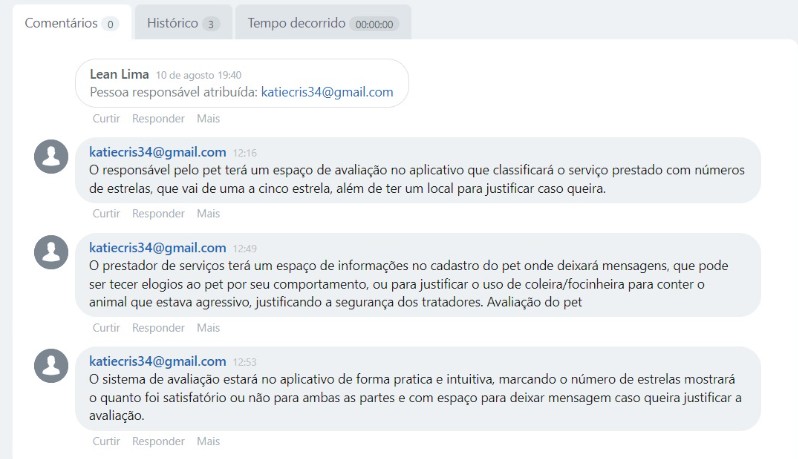 Comentários 0 Histórico 3 Tempo decorrido 00:00:00
Lean Lima 10 de agosto 19:40
Pessoa responsável atribuída: katiecris34@gmail.com
Curtir Responder Mais
katiecris34@gmail.com 12:16
O responsável pelo pet terá um espaço de avaliação no aplicativo que classificará o serviço prestado com números
de estrelas, que vai de uma a cinco estrela, além de ter um local para justificar caso queira.
Curtir Responder Mais
katiecris34@gmail.com 12:49
O prestador de serviços terá um espaço de informações no cadastro do pet onde deixará mensagens, que pode
ser tecer elogios ao pet por seu comportamento, ou para justificar o uso de coleira/focinheira para conter o
animal que estava agressivo, justificando a segurança dos tratadores. Avaliação do pet
Curtir Responder Mais
katiecris34@gmail.com 12:53
O sistema de avaliação estará no aplicativo de forma pratica e intuitiva, marcando o número de estrelas mostrará
o quanto foi satisfatório ou não para ambas as partes e com espaço para deixar mensagem caso queira justificar a
avaliação.
Curtir Responder Mais